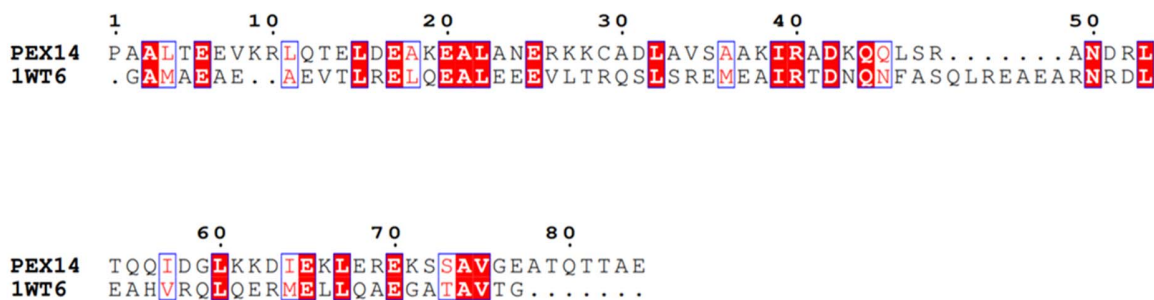 1 10 20 30 40 50
PEX14 PAALTEEVKRLQTELDEAKEALANERKKCADLAVSAAKIRADKQQLSR.......ANDRL
1WT6 .GAMAEAE..AEVTLRELQEALEEEVLTRQSLSREMEAIRTDNQNFASQLREAEARNRDL
60 70 80
PEX14 TQQIDGLKKDIEKLEREKSSAVGEATQTTAE
1WT6 EAHVRQLQERMELLQAEGATAVTG.......